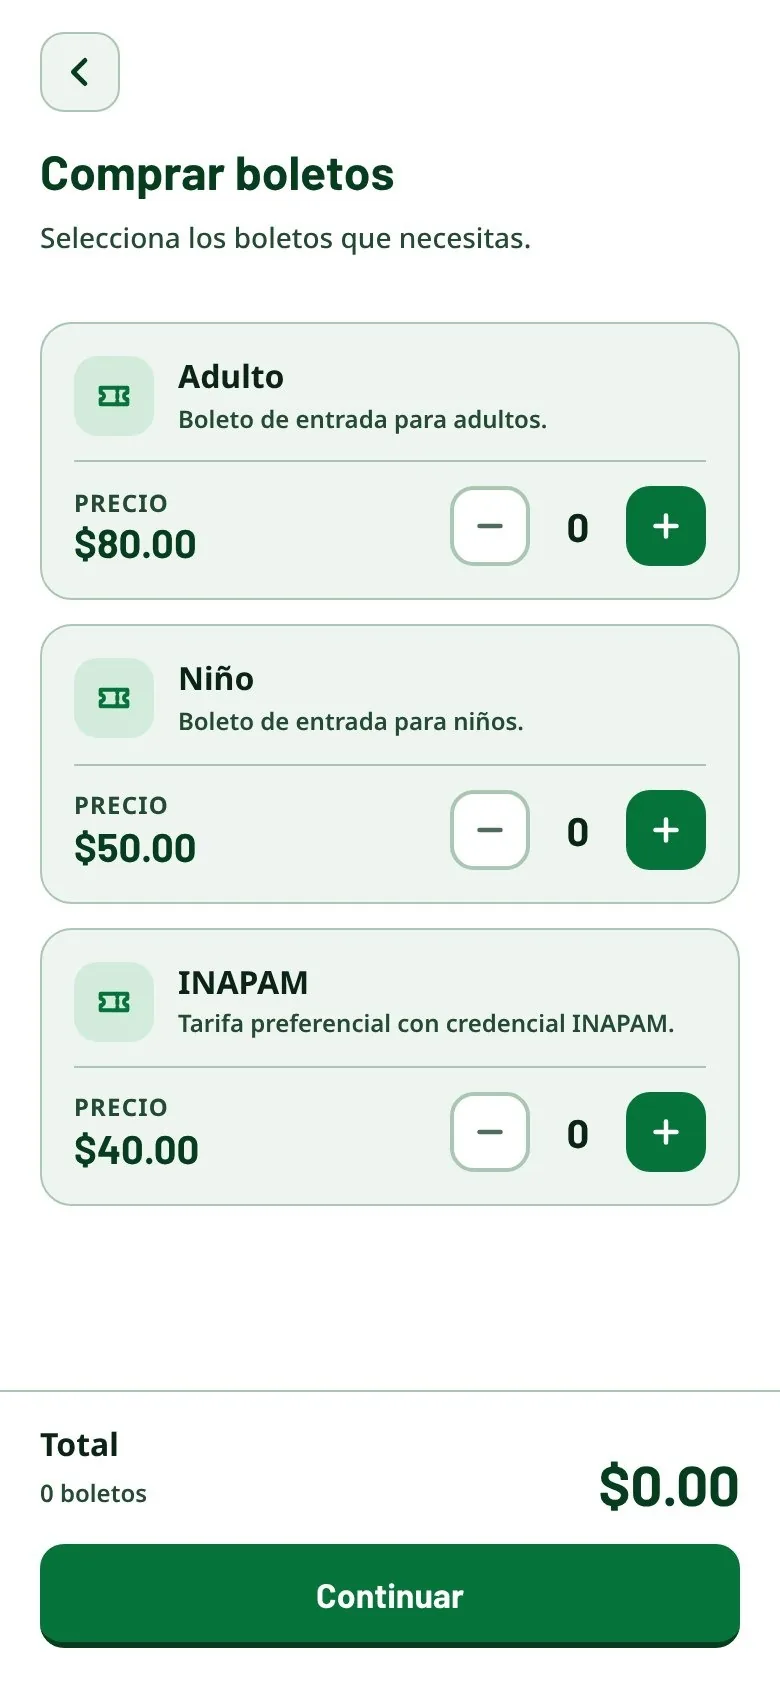 Comprar boletos
Selecciona los boletos que necesitas.
Adulto
Boleto de entrada para adultos.
PRECIO
$80.00
0
Niño
Boleto de entrada para niños.
PRECIO
$50.00
0
INAPAM
Tarifa preferencial con credencial INAPAM.
PRECIO
$40.00
0
Total
0 boletos
$0.00
Continuar